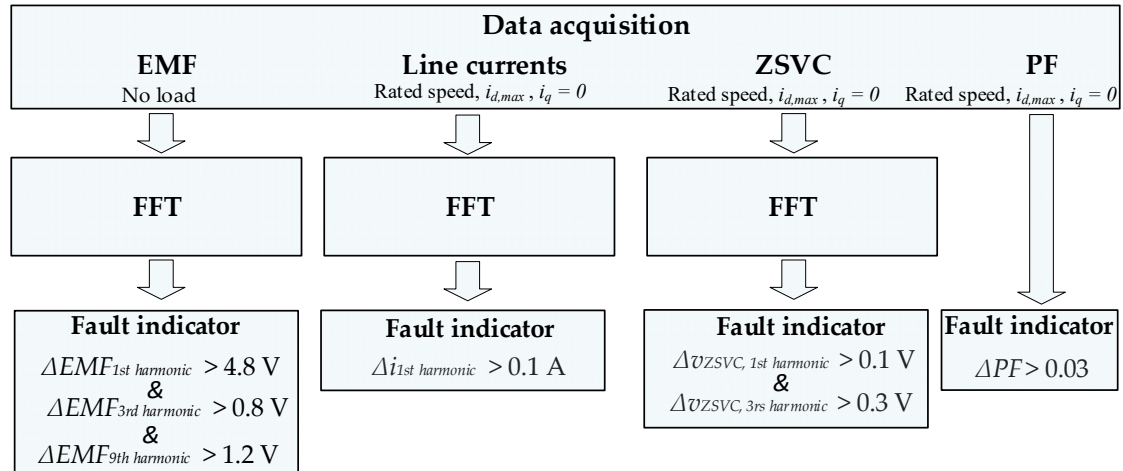 Data acquisition
EMF
No load
Line currents
Rated speed, id,max , iq = 0
ZSVC
Rated speed, id,max , iq = 0
PF
Rated speed, id,max , iq = 0
FFT
FFT
FFT
Fault indicator
ΔEMF1st harmonic > 4.8 V
&
ΔEMF3rd harmonic > 0.8 V
&
ΔEMF9th harmonic > 1.2 V
Fault indicator
Δi1st harmonic > 0.1 A
Fault indicator
ΔvZSVC, 1st harmonic > 0.1 V
&
ΔvZSVC, 3rs harmonic > 0.3 V
Fault indicator
ΔPF > 0.03